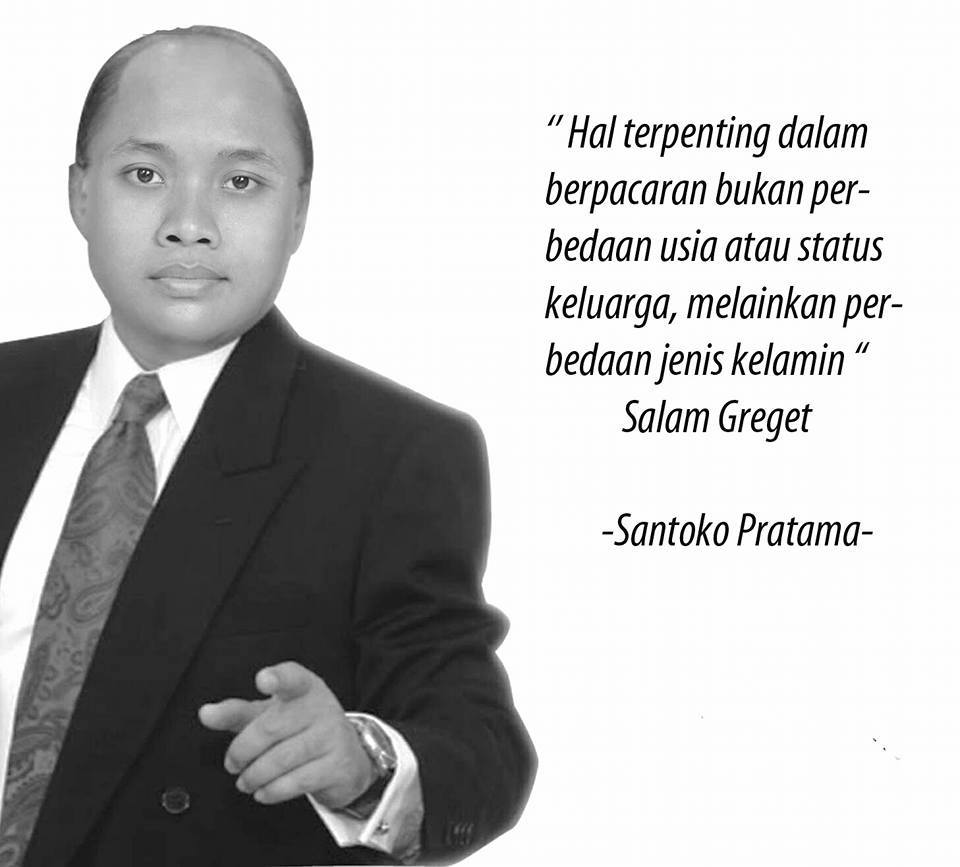 “ Hal terpenting dalam
berpacaran bukan per-
bedaan usia atau status
keluarga, melainkan per-
bedaan jenis kelamin “
Salam Greget
-Santoko Pratama-